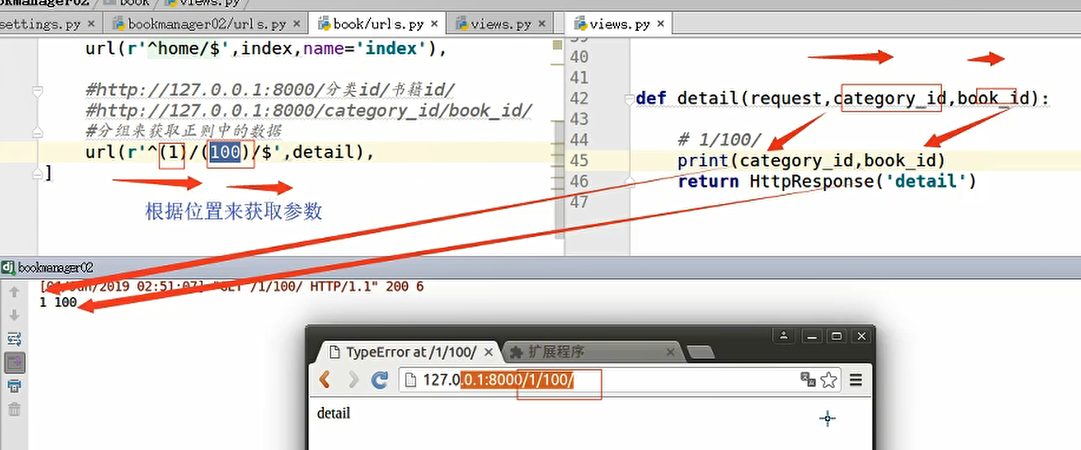 bookmanager02 book views.py
settings.py × bookmanager02/urls.py × book/urls.py × views.py ×
url(r'^home/$',index,name='index'),
#http://127.0.0.1:8000/分类id/书籍id/
#http://127.0.0.1:8000/category_id/book_id/
#分组来获取正则中的数据
url(r'^(1)/(100)/$',detail),
]
根据位置来获取参数
views.py ×
39
40
41
42 def detail(request,category_id,book_id):
43
44 # 1/100/
45 print(category_id,book_id)
46 return HttpResponse('detail')
47
bookmanager02
/2019 02:51:07] "GET /1/100/ HTTP/1.1" 200 6
1 100
TypeError at /1/100/ × 扩展程序 ×
127.0.0.1:8000/1/100/
detail